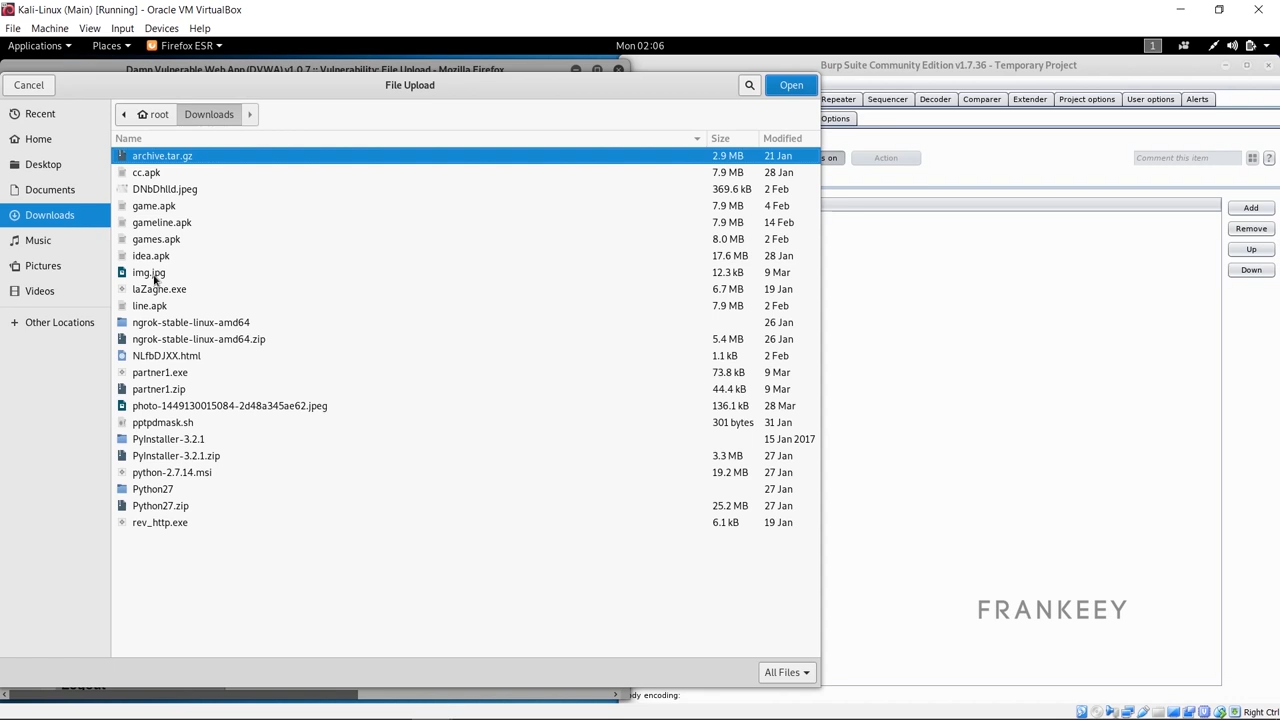 Kali-Linux (Main) [Running] - Oracle VM VirtualBox
File Machine View Input Devices Help
Applications Places Firefox ESR Mon 02:06 1
Damp Vulnerable Web App (DVWA) v1.0.7 :: Vulnerability: File Upload - Mozilla Firefox
Burp Suite Community Edition v1.7.36 - Temporary Project
Cancel File Upload Open
Repeater Sequencer Decoder Comparer Extender Project options User options Alerts
Options
root Downloads
Recent
Home
Desktop
Documents
Downloads
Music
Pictures
Videos
Other Locations
Name Size Modified
archive.tar.gz 2.9 MB 21 Jan
cc.apk 7.9 MB 28 Jan
DNbDhlld.jpeg 369.6 kB 2 Feb
game.apk 7.9 MB 4 Feb
gameline.apk 7.9 MB 14 Feb
games.apk 8.0 MB 2 Feb
idea.apk 17.6 MB 28 Jan
img.jpg 12.3 kB 9 Mar
laZagne.exe 6.7 MB 19 Jan
line.apk 7.9 MB 2 Feb
ngrok-stable-linux-amd64 26 Jan
ngrok-stable-linux-amd64.zip 5.4 MB 26 Jan
NLfbDJXX.html 1.1 kB 2 Feb
partner1.exe 73.8 kB 9 Mar
partner1.zip 44.4 kB 9 Mar
photo-1449130015084-2d48a345ae62.jpeg 136.1 kB 28 Mar
pptpdmask.sh 301 bytes 31 Jan
PyInstaller-3.2.1 15 Jan 2017
PyInstaller-3.2.1.zip 3.3 MB 27 Jan
python-2.7.14.msi 19.2 MB 27 Jan
Python27 27 Jan
Python27.zip 25.2 MB 27 Jan
rev_http.exe 6.1 kB 19 Jan
All Files
s on Action Comment this item ?
Add
Remove
Up
Down
FRANKEEY
dy encoding:
Right Ctrl